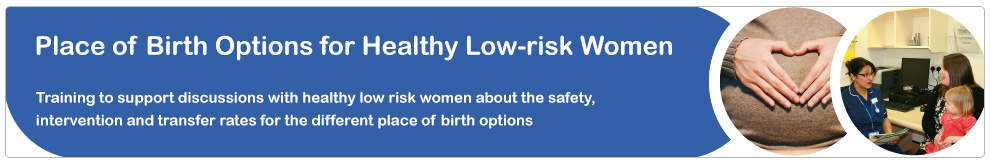 Place of Birth Options for Healthy Low-risk Women
Training to support discussions with healthy low risk women about the safety,
intervention and transfer rates for the different place of birth options